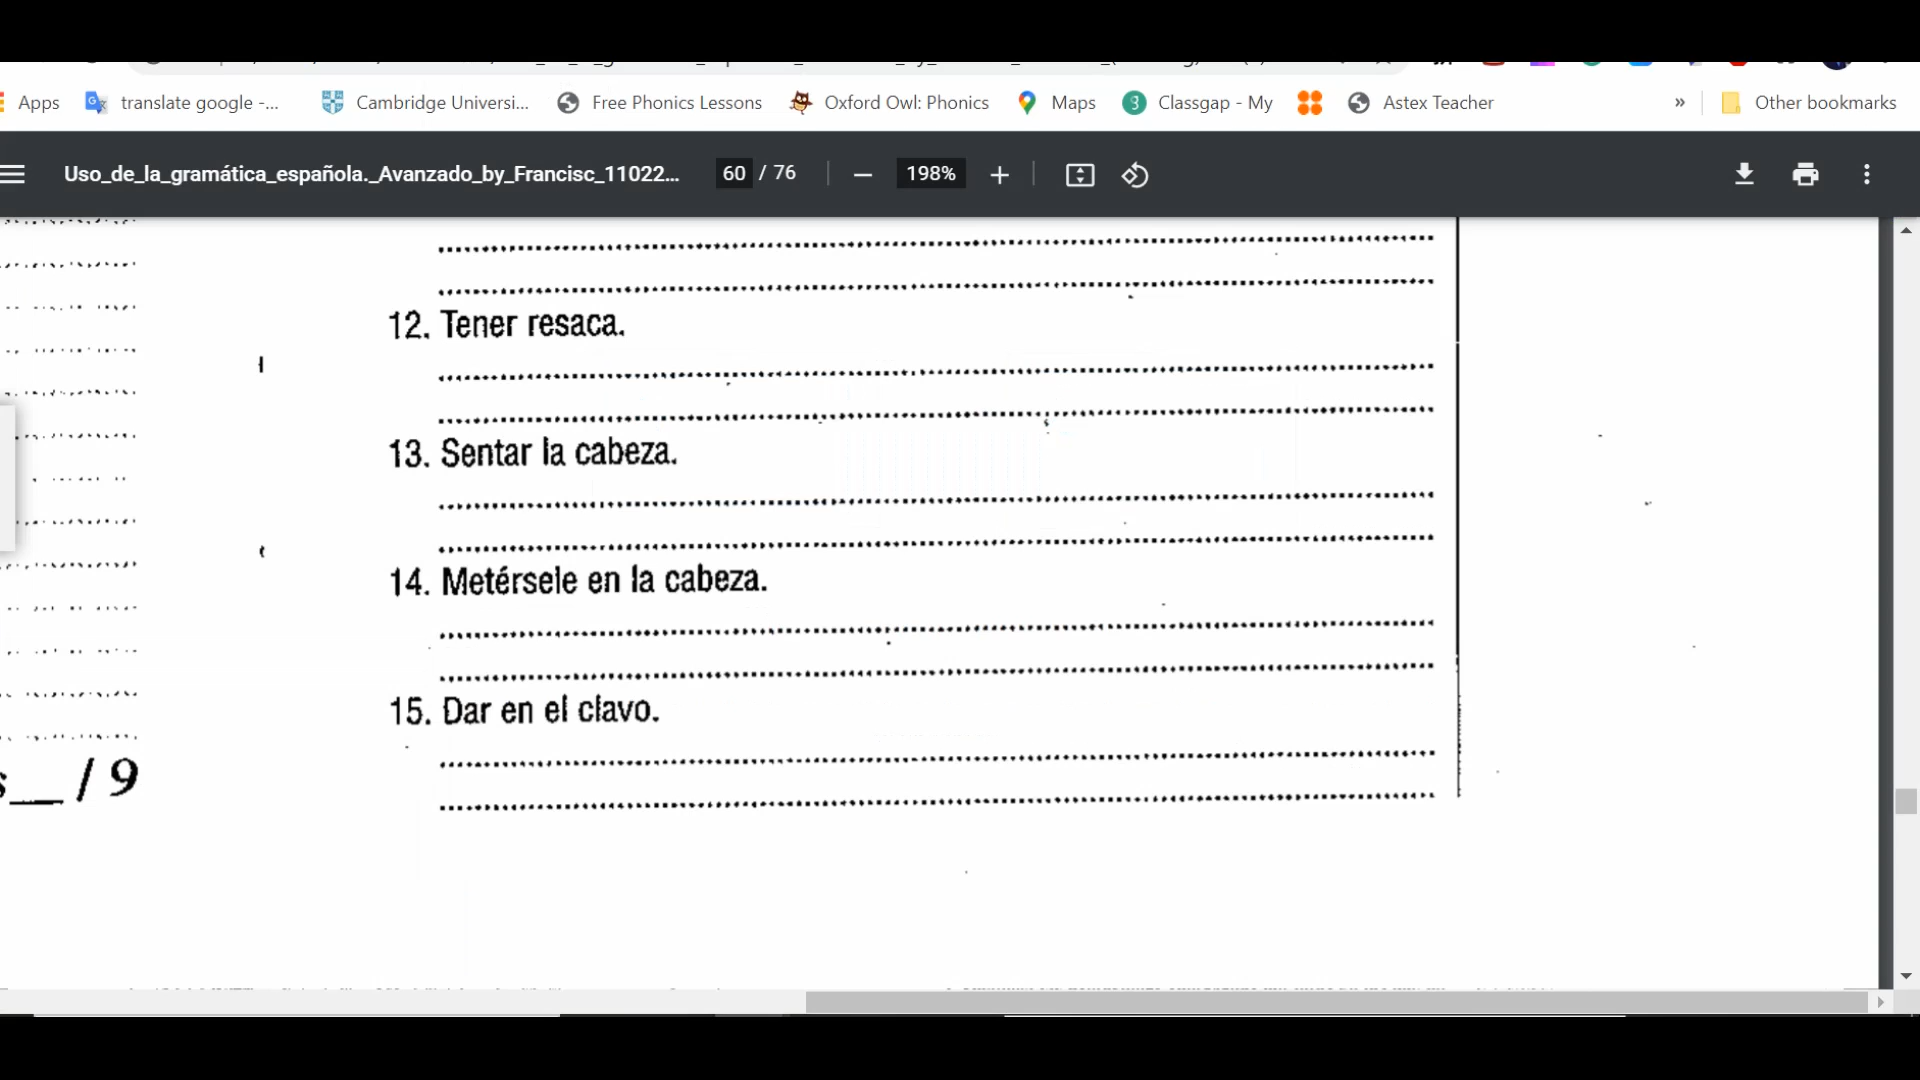 Apps translate google -... Cambridge Universi... Free Phonics Lessons Oxford Owl: Phonics Maps Classgap - My Astex Teacher » Other bookmarks
Uso_de_la_gramática_española._Avanzado_by_Francisc_11022... 60 / 76 198%
12. Tener resaca.
13. Sentar la cabeza.
14. Metérsele en la cabeza.
15. Dar en el clavo.
__ / 9